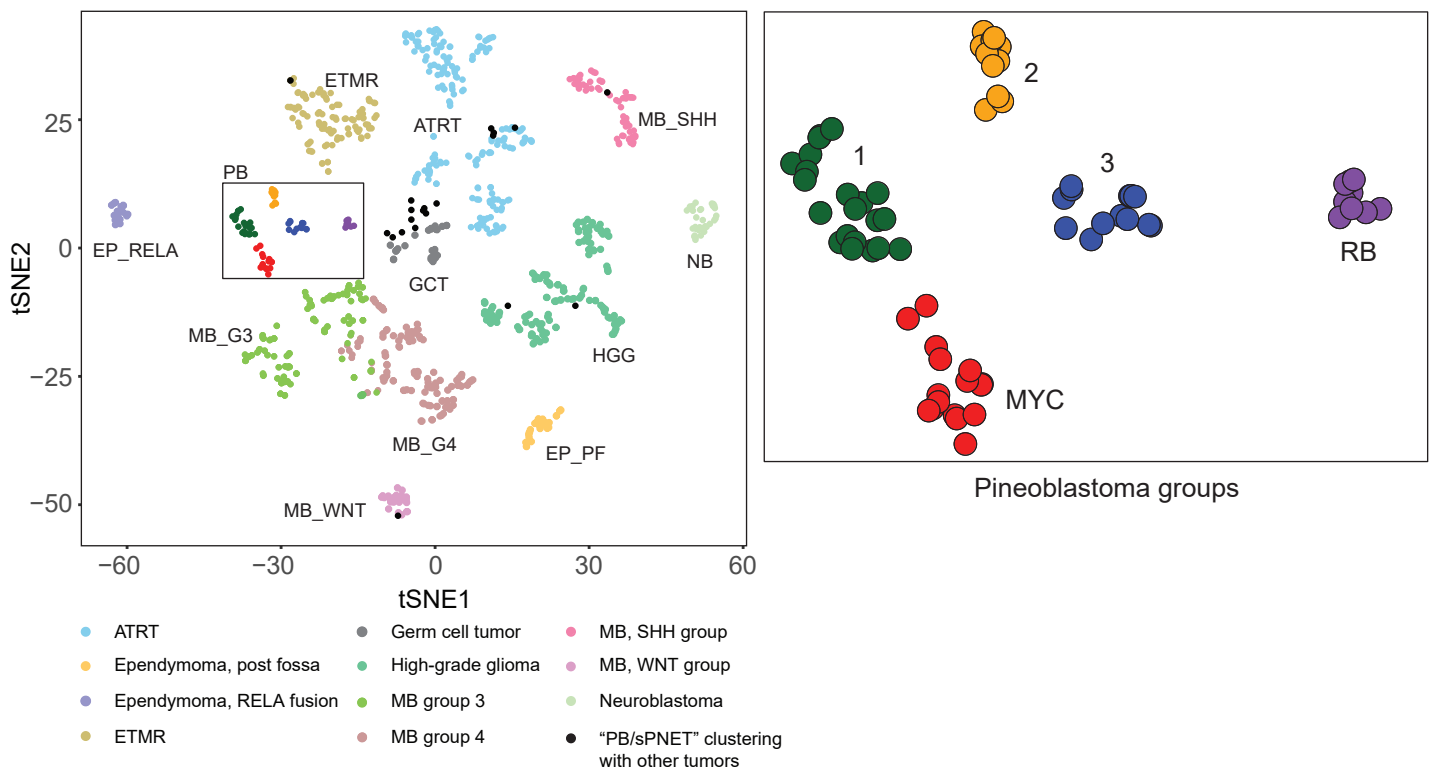 ETMR
ATRT
MB_SHH
PB
EP_RELA
NB
GCT
MB_G3
HGG
MB_G4
EP_PF
MB_WNT
25
0
−25
−50
tSNE2
−60
−30
0
30
60
tSNE1
2
1
3
RB
MYC
Pineoblastoma groups
ATRT
Ependymoma, post fossa
Ependymoma, RELA fusion
ETMR
Germ cell tumor
High-grade glioma
MB group 3
MB group 4
MB, SHH group
MB, WNT group
Neuroblastoma
“PB/sPNET” clustering
with other tumors